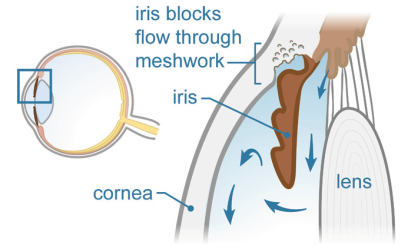 iris blocks
flow through
meshwork
iris
cornea
lens